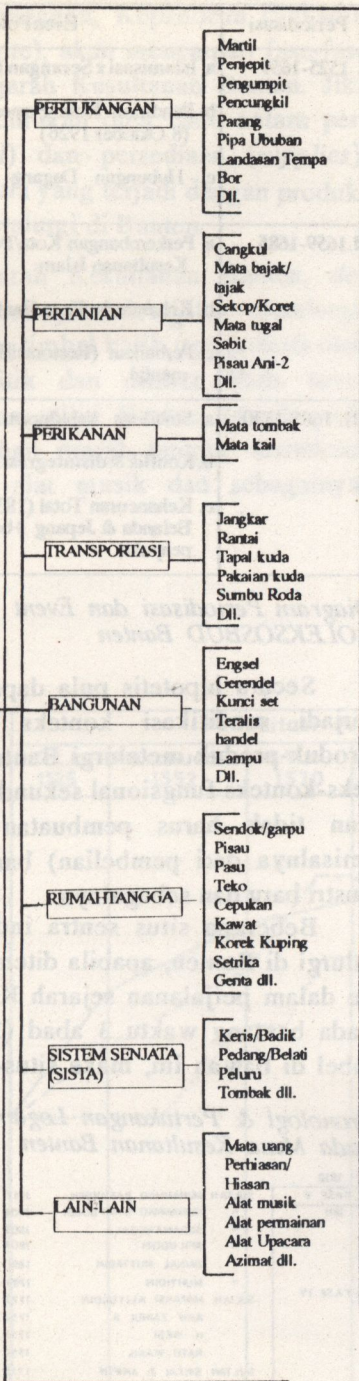 PERTUKANGAN
Martil
Penjepit
Pengumpit
Pencungkil
Parang
Pipa Ububan
Landasan Tempa
Bor
Dll.
PERTANIAN
Cangkul
Mata bajak/
tajak
Sekop/Koret
Mata tugal
Sabit
Pisau Ani-2
Dll.
PERIKANAN
Mata tombak
Mata kail
TRANSPORTASI
Jangkar
Rantai
Tapal kuda
Pakaian kuda
Sumbu Roda
Dll.
BANGUNAN
Engsel
Gerendel
Kunci set
Teralis
handel
Lampu
Dll.
RUMAHTANGGA
Sendok/garpu
Pisau
Pasu
Teko
Cepukan
Kawat
Korek Kuping
Setrika
Genta dll.
SISTEM SENJATA
(SISTA)
Keris/Badik
Pedang/Belati
Peluru
Tombak dll.
LAIN-LAIN
Mata uang
Perhiasan/
Hiasan
Alat musik
Alat permainan
Alat Upacara
Azimat dll.